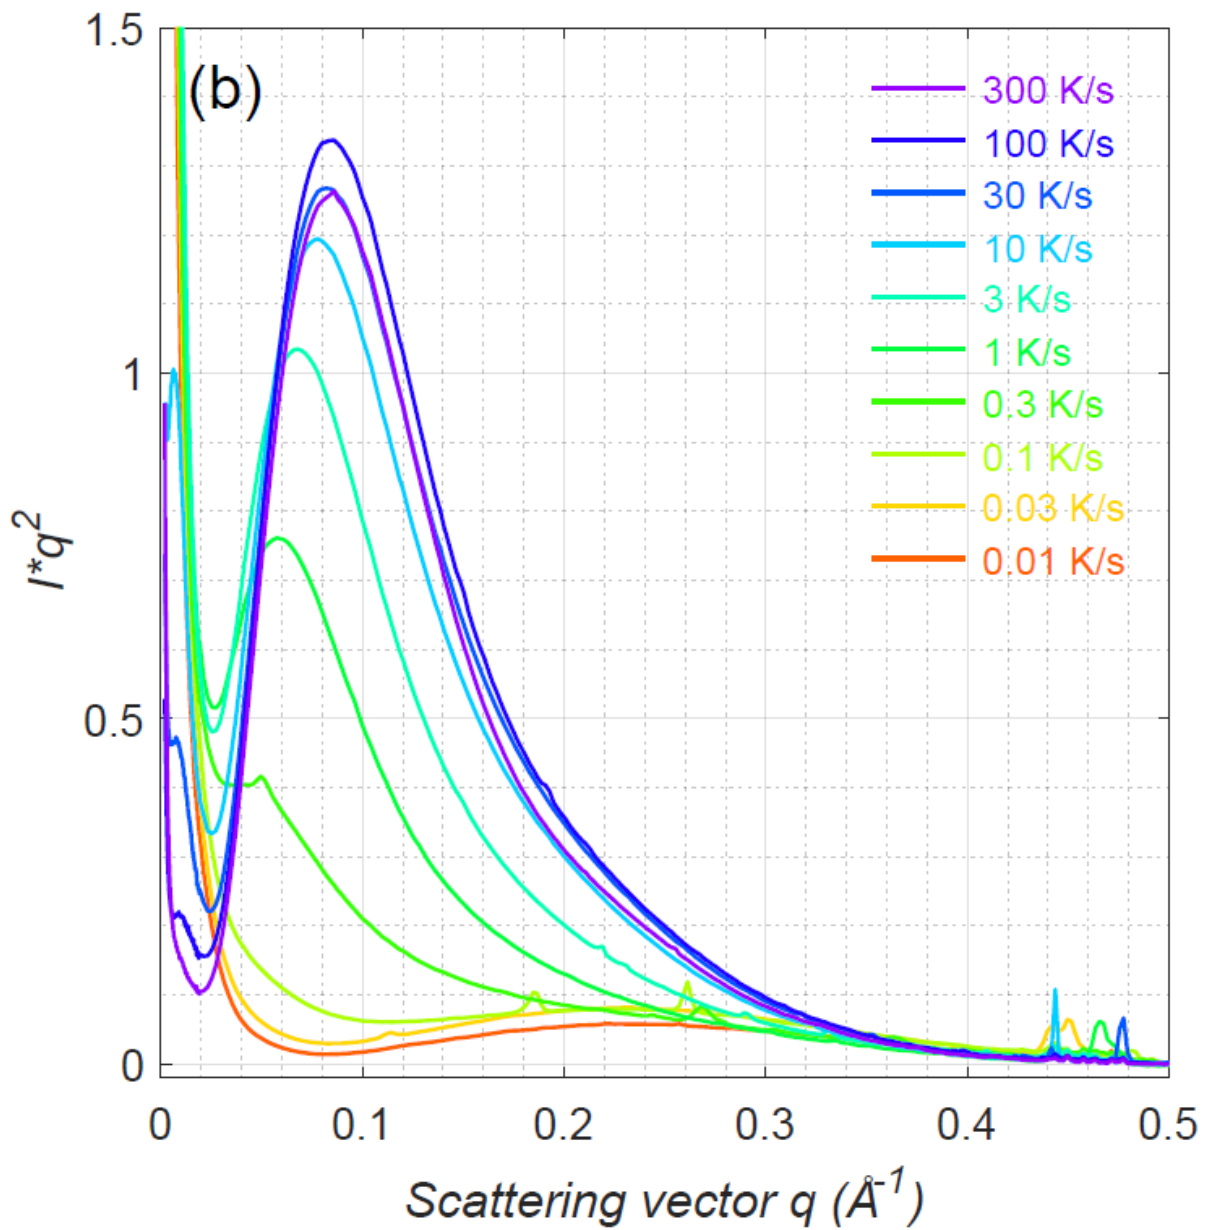 (b)
300 K/s
100 K/s
30 K/s
10 K/s
3 K/s
1 K/s
0.3 K/s
0.1 K/s
0.03 K/s
0.01 K/s
1.5
1
0.5
0
I*q²
0 0.1 0.2 0.3 0.4 0.5
Scattering vector q (Å⁻¹)